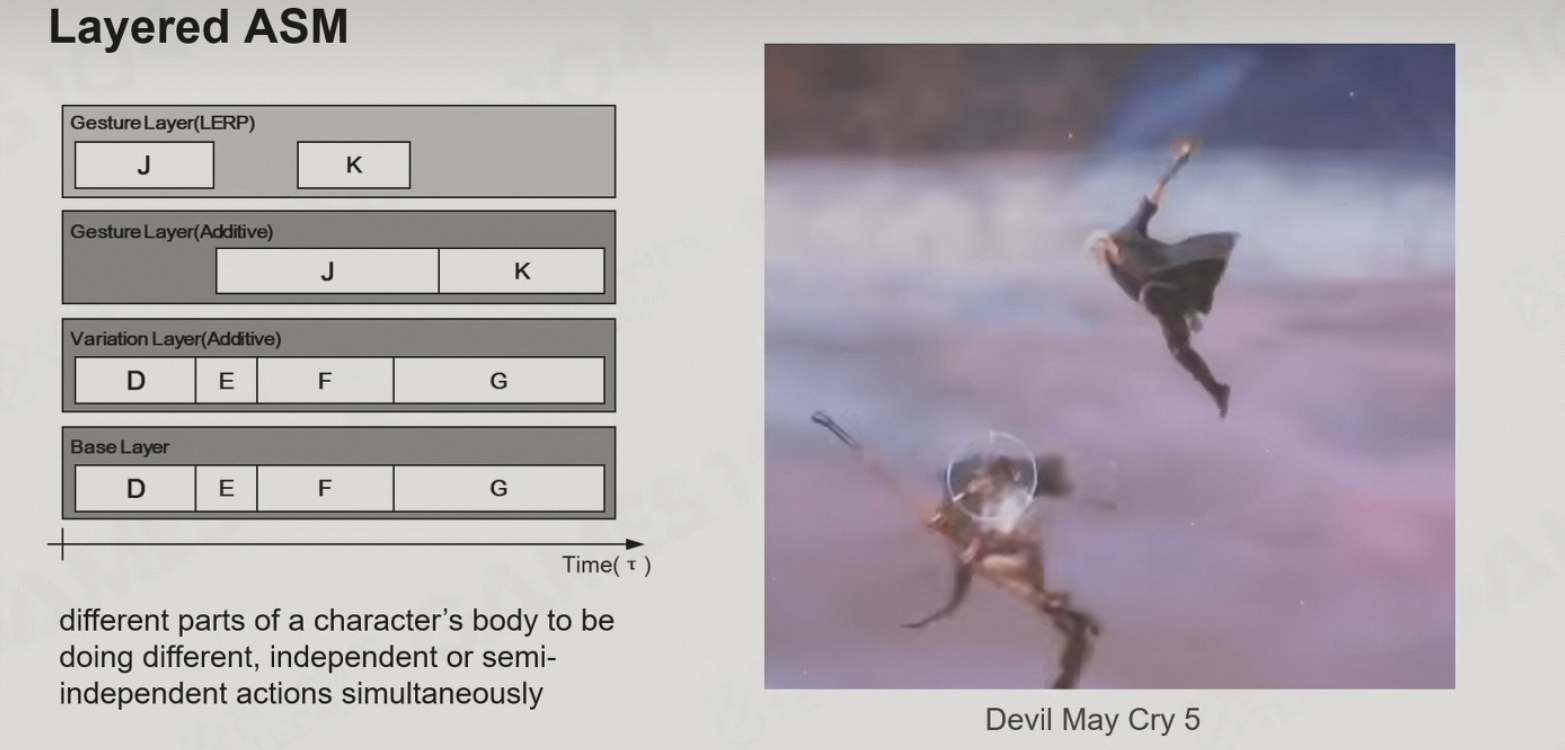 Layered ASM
Gesture Layer(LERP)
J K
Gesture Layer(Additive)
J K
Variation Layer(Additive)
D E F G
Base Layer
D E F G
Time( τ )
different parts of a character’s body to be
doing different, independent or semi-
independent actions simultaneously
Devil May Cry 5